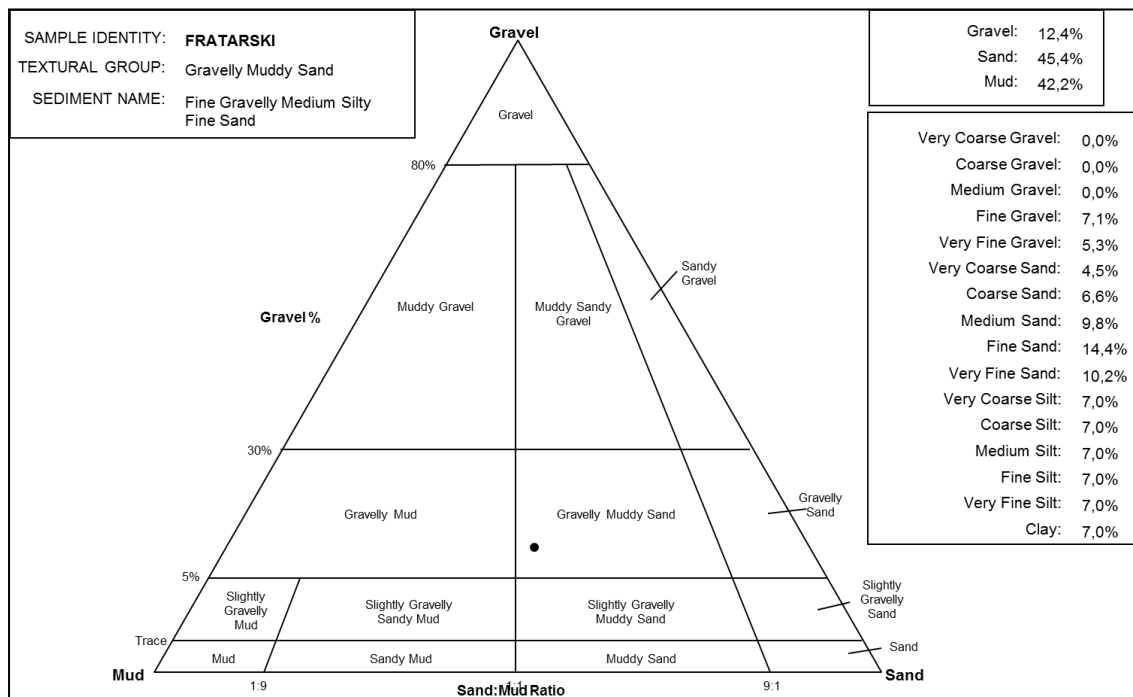 SAMPLE IDENTITY: FRATARSKI
TEXTURAL GROUP: Gravelly Muddy Sand
SEDIMENT NAME: Fine Gravelly Medium Silty
Fine Sand
Gravel: 12,4%
Sand: 45,4%
Mud: 42,2%
Very Coarse Gravel: 0,0%
Coarse Gravel: 0,0%
Medium Gravel: 0,0%
Fine Gravel: 7,1%
Very Fine Gravel: 5,3%
Very Coarse Sand: 4,5%
Coarse Sand: 6,6%
Medium Sand: 9,8%
Fine Sand: 14,4%
Very Fine Sand: 10,2%
Very Coarse Silt: 7,0%
Coarse Silt: 7,0%
Medium Silt: 7,0%
Fine Silt: 7,0%
Very Fine Silt: 7,0%
Clay: 7,0%
Gravel
Gravel
80%
Sandy
Gravel
Muddy Gravel
Muddy Sandy
Gravel
Gravel %
30%
Gravelly Mud
Gravelly Muddy Sand
Gravelly
Sand
5%
Slightly
Gravelly
Mud
Slightly Gravelly
Sandy Mud
Slightly Gravelly
Muddy Sand
Slightly
Gravelly
Sand
Trace
Mud
Sandy Mud
Muddy Sand
Sand
Mud
Sand
1:9
1:1
9:1
Sand:Mud Ratio